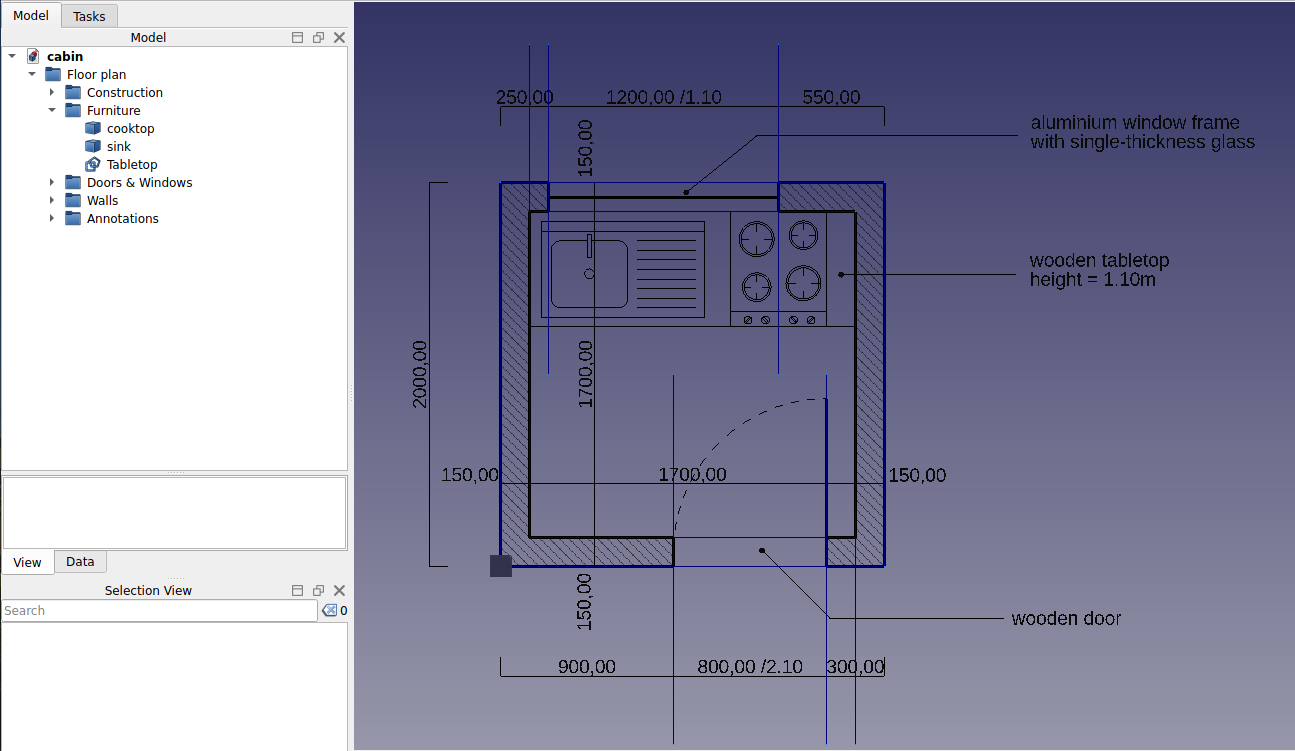 Model
Tasks
Model
cabin
Floor plan
Construction
Furniture
cooktop
sink
Tabletop
Doors & Windows
Walls
Annotations
View
Data
Selection View
Search
0
250,00
1200,00 /1.10
550,00
150,00
aluminium window frame
with single-thickness glass
wooden tabletop
height = 1.10m
2000,00
1700,00
150,00
1700,00
150,00
150,00
wooden door
900,00
800,00 /2.10
300,00